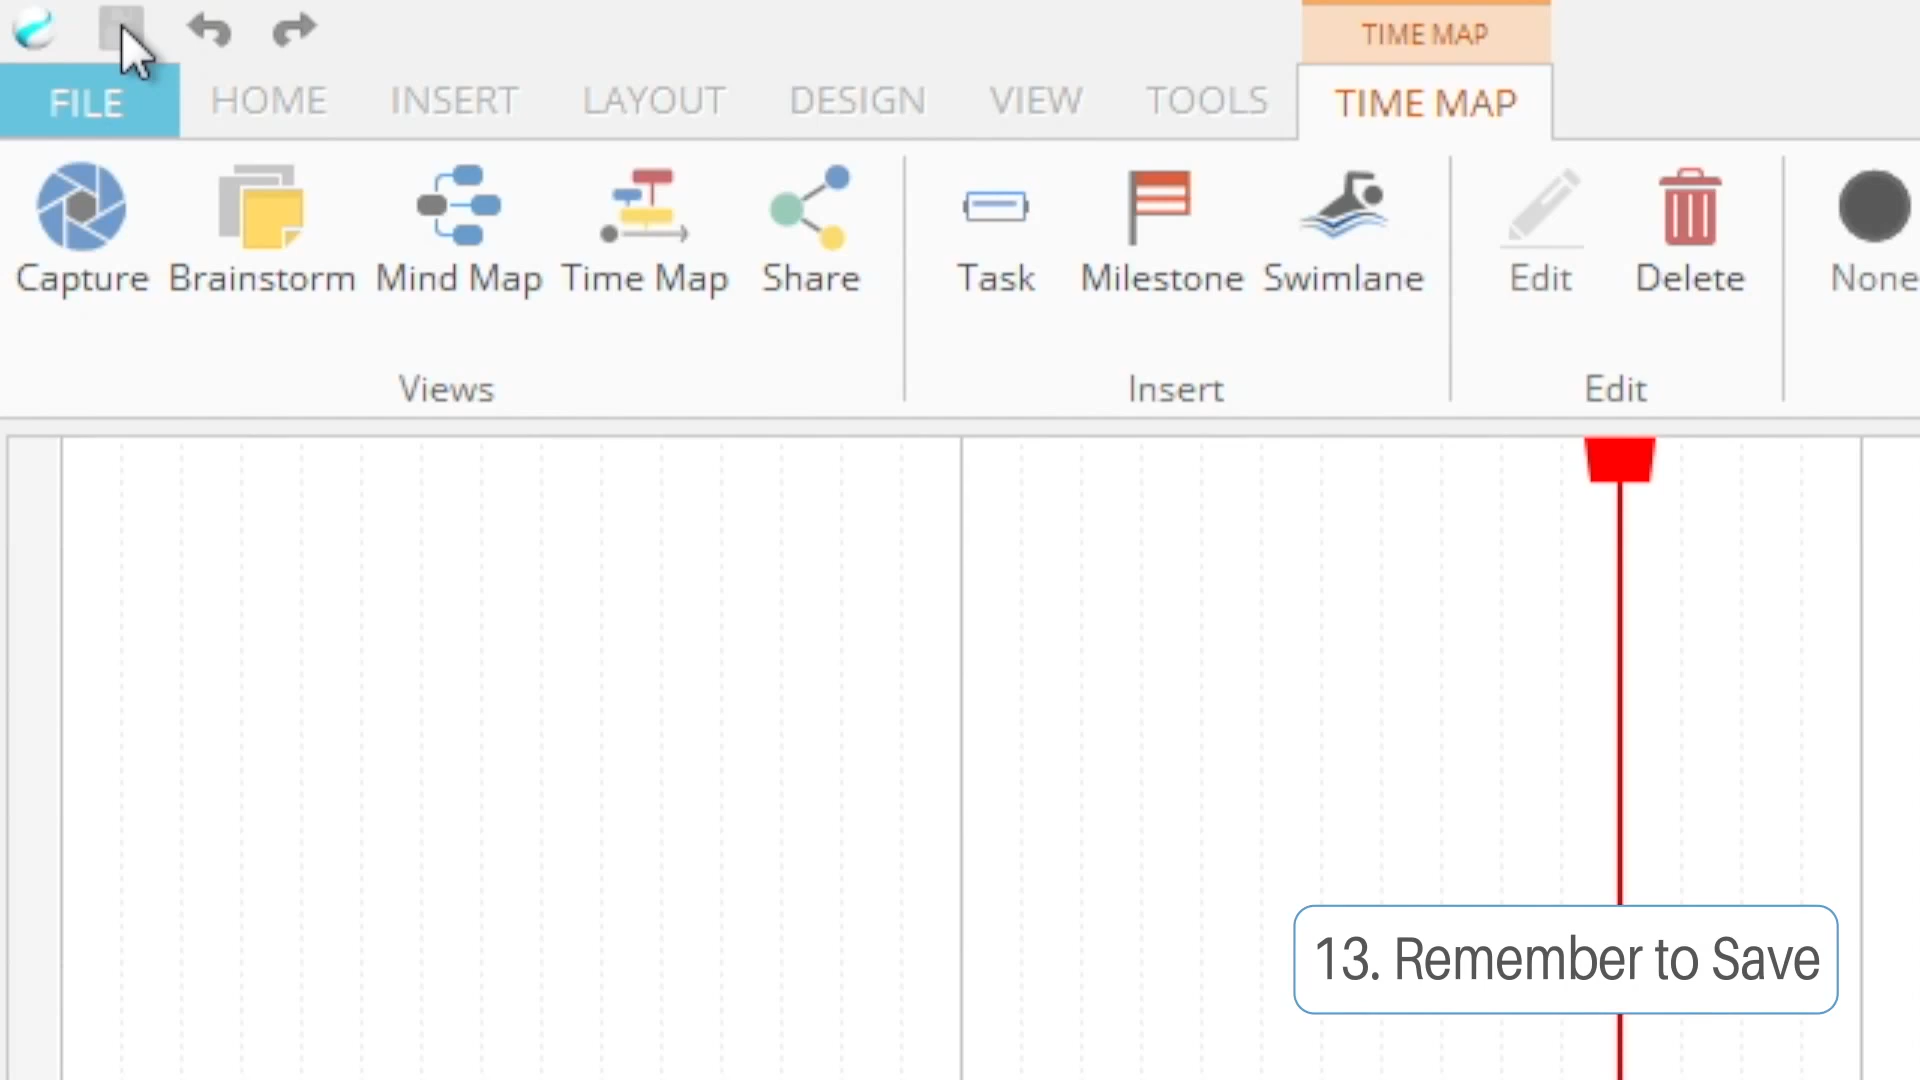 TIME MAP
FILE HOME INSERT LAYOUT DESIGN VIEW TOOLS TIME MAP
Capture Brainstorm Mind Map Time Map Share Task Milestone Swimlane Edit Delete None
Views Insert Edit
13. Remember to Save